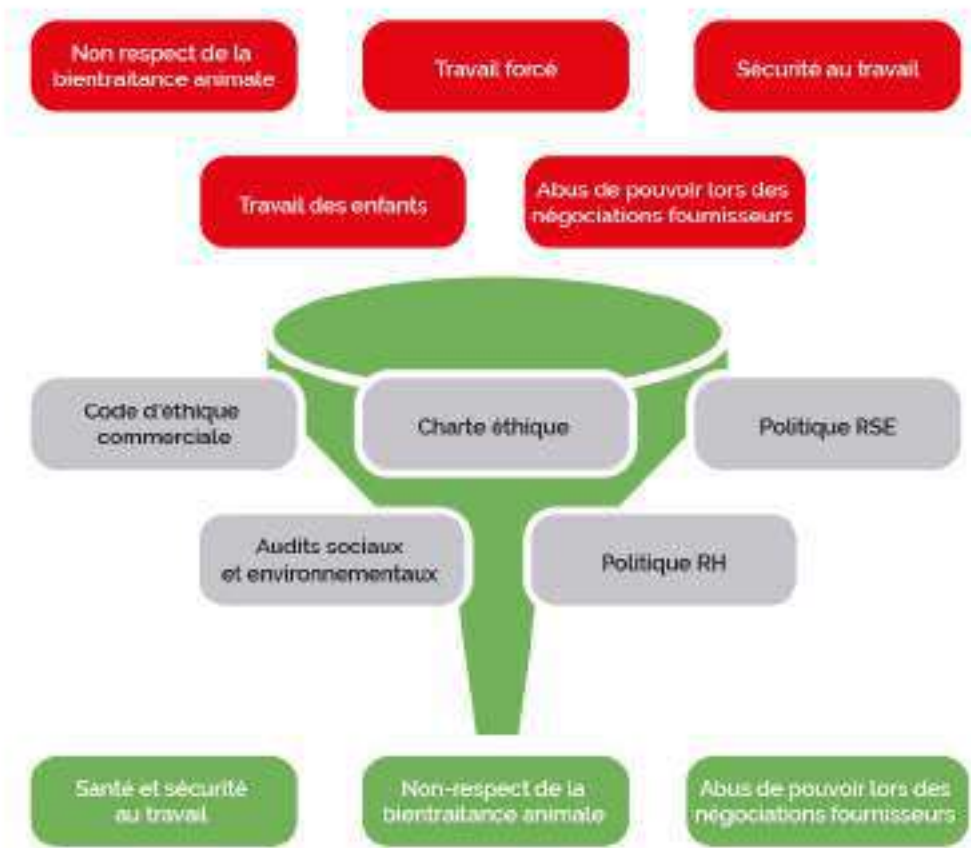 Non respect de la
bientraitance animale
Travail forcé
Sécurité au travail
Travail des enfants
Abus de pouvoir lors des
négociations fournisseurs
Code d'éthique
commerciale
Charte éthique
Politique RSE
Audits sociaux
et environnementaux
Politique RH
Santé et sécurité
au travail
Non-respect de la
bientraitance animale
Abus de pouvoir lors des
négociations fournisseurs